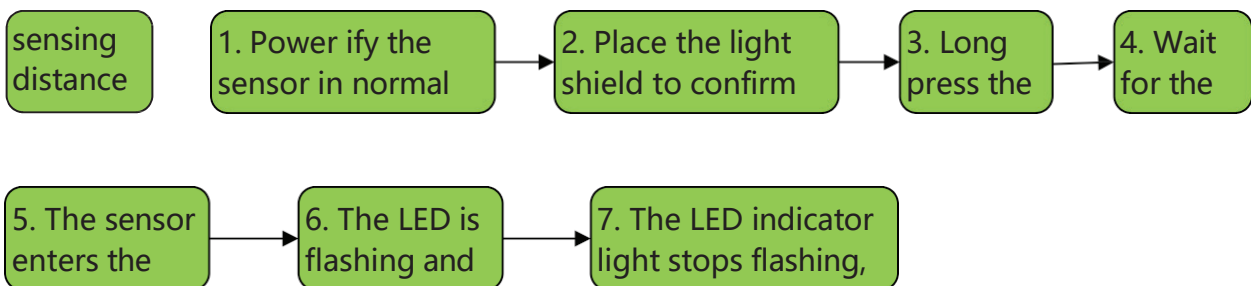 sensing
distance
1. Power ify the
sensor in normal
2. Place the light
shield to confirm
3. Long
press the
4. Wait
for the
5. The sensor
enters the
6. The LED is
flashing and
7. The LED indicator
light stops flashing,